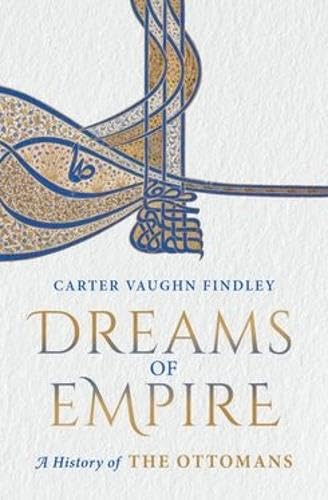 CARTER VAUGHN FINDLEY
DREAMS
OF
EMPIRE
A History of THE OTTOMANS